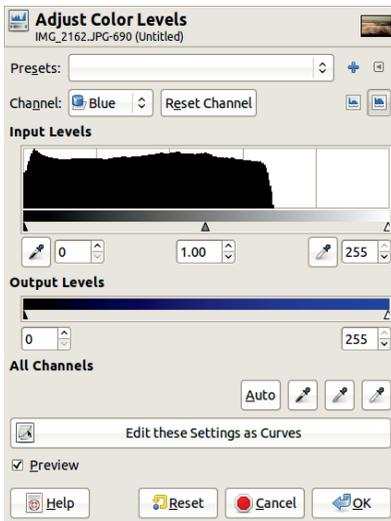 Adjust Color Levels
IMG_2162.JPG-690 (Untitled)
Presets:
Channel: Blue Reset Channel
Input Levels
0 1.00 255
Output Levels
0 255
All Channels
Auto
Edit these Settings as Curves
Preview
Help Reset Cancel OK